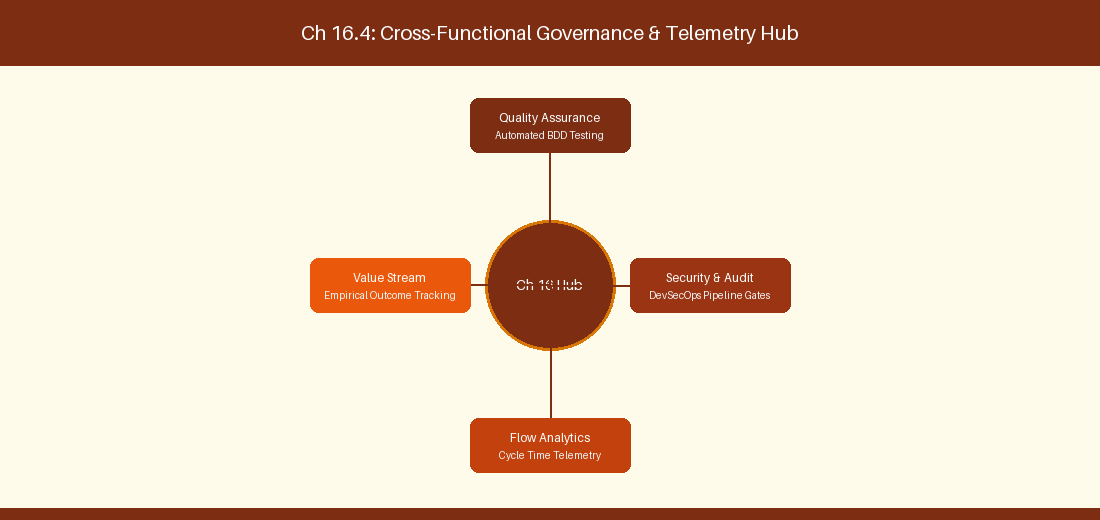 Ch 16.4: Cross-Functional Governance & Telemetry Hub
Quality Assurance
Automated BDD Testing
Value Stream
Empirical Outcome Tracking
Ch 16 Hub
Security & Audit
DevSecOps Pipeline Gates
Flow Analytics
Cycle Time Telemetry